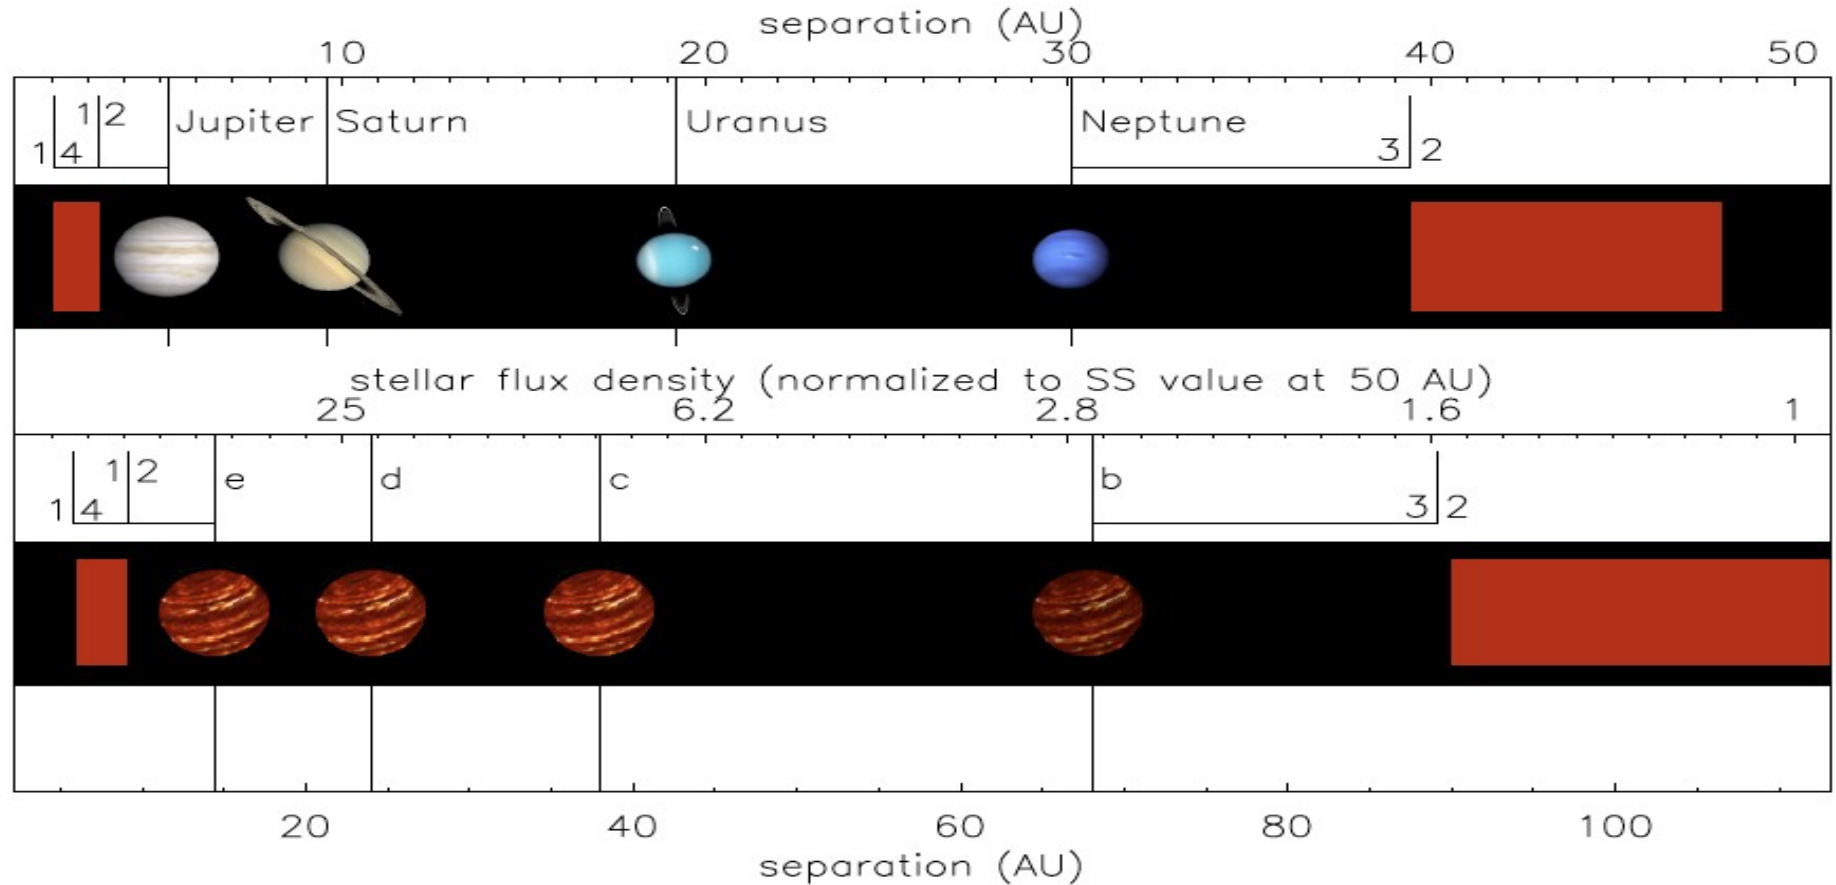 separation (AU)
10 20 30 40 50
1 2 Jupiter Saturn Uranus Neptune
1 4 3 2
stellar flux density (normalized to SS value at 50 AU)
25 6.2 2.8 1.6 1
1 2 e d c b
1 4 3 2
20 40 60 80 100
separation (AU)